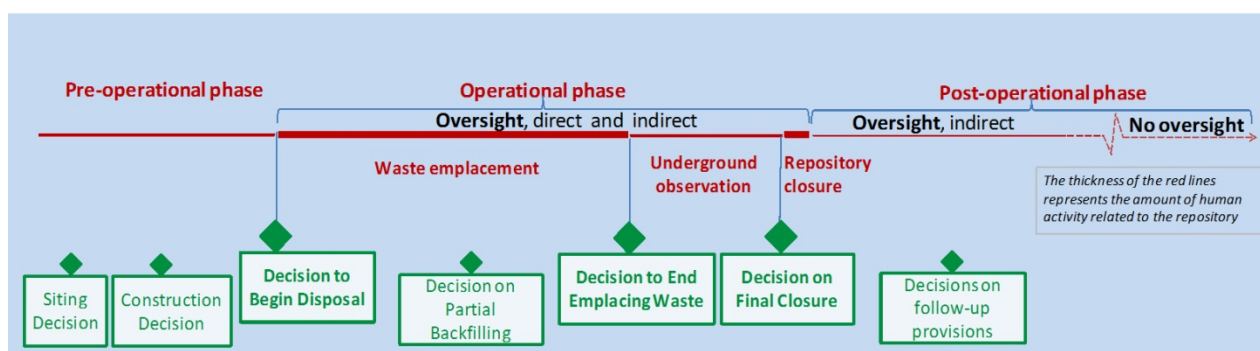 Pre-operational phase
Operational phase
Post-operational phase
Oversight, direct and indirect
Oversight, indirect
No oversight
Waste emplacement
Underground
observation
Repository
closure
The thickness of the red lines
represents the amount of human
activity related to the repository
Siting
Decision
Construction
Decision
Decision to
Begin Disposal
Decision on
Partial
Backfilling
Decision to End
Emplacing Waste
Decision on
Final Closure
Decisions on
follow-up
provisions